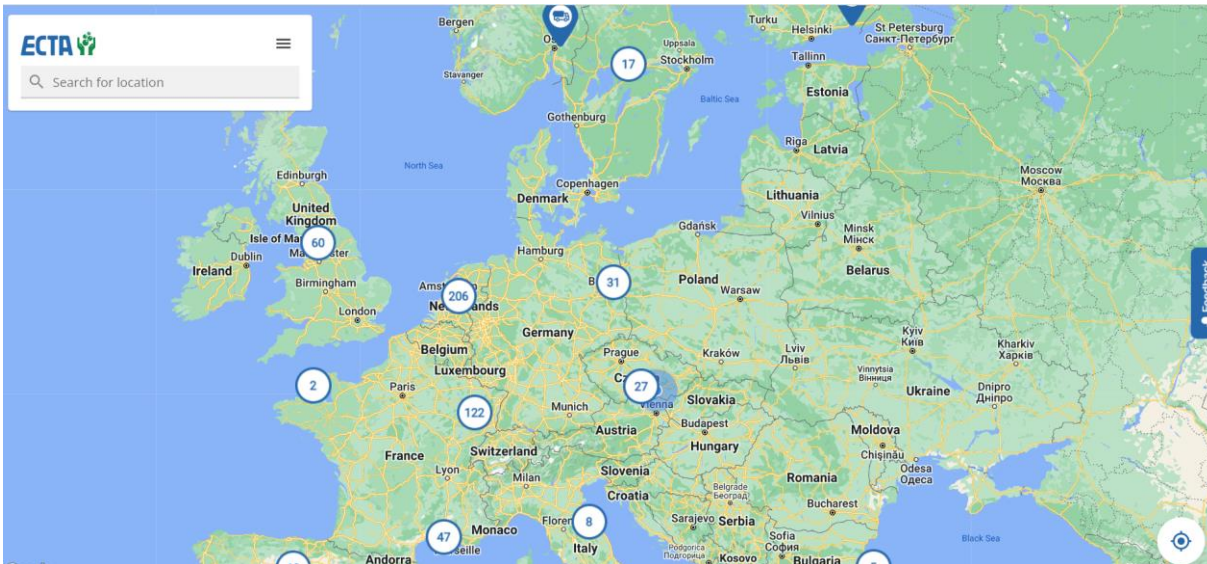 ECTA
Search for location
Bergen
Stavanger
Uppsala
Stockholm
17
Turku
Helsinki
St Petersburg
Санкт-Петербург
Tallinn
Estonia
Baltic Sea
Gothenburg
Riga
Latvia
North Sea
Edinburgh
Copenhagen
Denmark
Lithuania
Moscow
Москва
United
Kingdom
Isle of Man
60
Dublin
Ireland
Birmingham
London
Hamburg
Gdańsk
Vilnius
Minsk
Мінск
Belarus
206
31
Poland
Warsaw
Feedback
Germany
Belgium
Luxembourg
Prague
Kraków
Lviv
Львів
Kyiv
Київ
Kharkiv
Харків
Vinnytsia
Вінниця
Ukraine
Dnipro
Дніпро
2
Paris
122
27
Vienna
Slovakia
Munich
Austria
Budapest
Hungary
Moldova
Chișinău
Odesa
Одеса
France
Switzerland
Lyon
Milan
Slovenia
Croatia
Romania
Belgrade
Београд
Bucharest
Black Sea
47
Monaco
8
Italy
Sarajevo
Serbia
Sofia
София
Podgorica
Подгорица
Kosovo
Bulgaria
Andorra